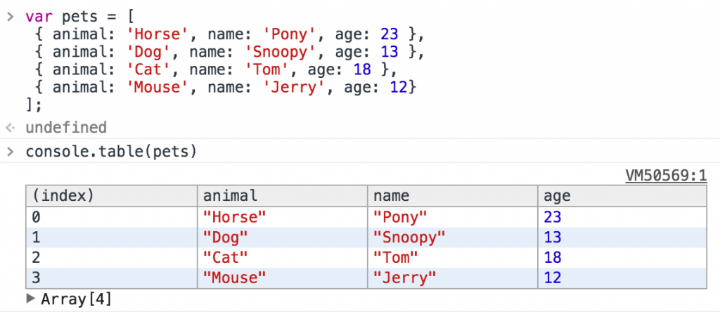 > var pets = [
{ animal: 'Horse', name: 'Pony', age: 23 },
{ animal: 'Dog', name: 'Snoopy', age: 13 },
{ animal: 'Cat', name: 'Tom', age: 18 },
{ animal: 'Mouse', name: 'Jerry', age: 12}
];
undefined
> console.table(pets)
VM50569:1
(index) animal name age
0 "Horse" "Pony" 23
1 "Dog" "Snoopy" 13
2 "Cat" "Tom" 18
3 "Mouse" "Jerry" 12
Array[4]